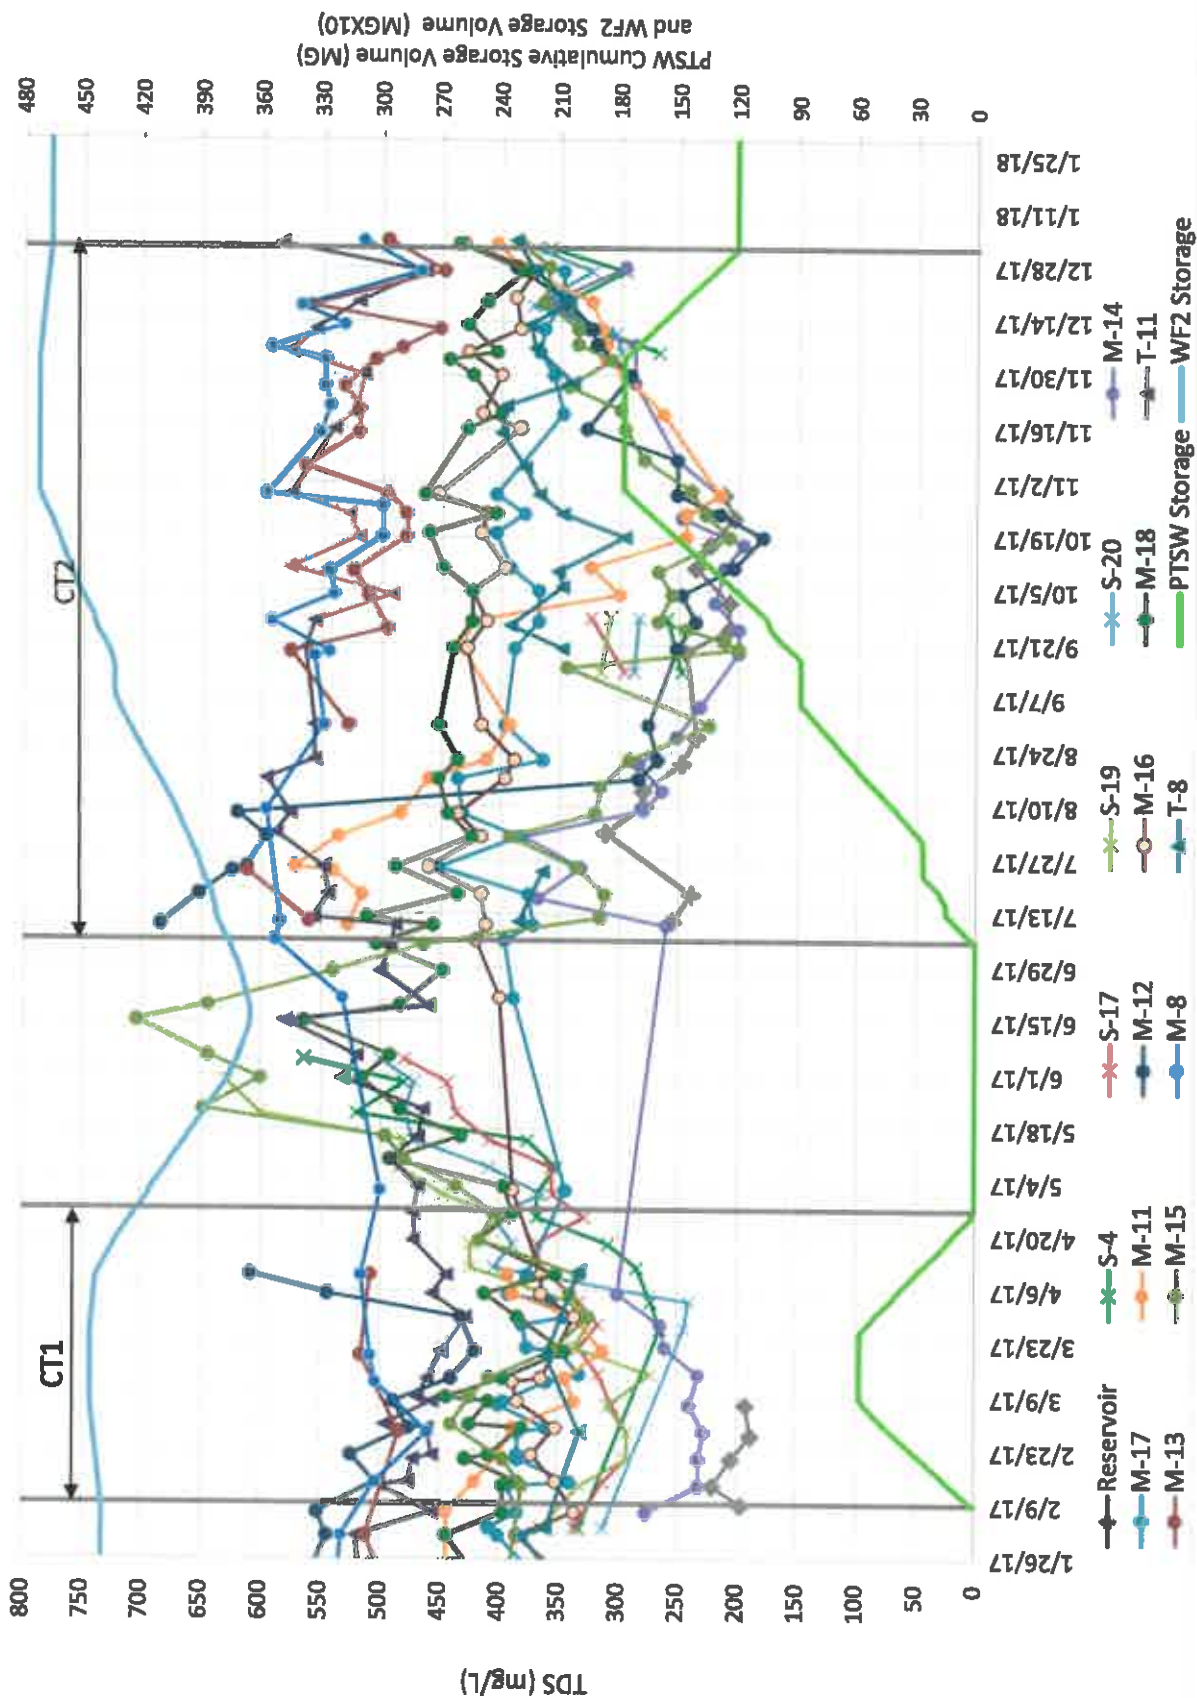 TDS (mg/L)
800
750
700
650
600
550
500
450
400
350
300
250
200
150
100
50
0
CT1
CT2
480
450
420
390
360
330
300
270
240
210
180
150
120
90
60
30
0
PTSW Cumulative Storage Volume (MG)
and WF2 Storage Volume (MGX10)
1/26/17
2/9/17
2/23/17
3/9/17
3/23/17
4/6/17
4/20/17
5/4/17
5/18/17
6/1/17
6/15/17
6/29/17
7/13/17
7/27/17
8/10/17
8/24/17
9/7/17
9/21/17
10/5/17
10/19/17
11/2/17
11/16/17
11/30/17
12/14/17
12/28/17
1/11/18
1/25/18
Reservoir
S-4
S-17
S-19
S-20
M-14
M-17
M-11
M-12
M-16
M-18
T-11
M-13
M-15
M-8
T-8
PTSW Storage
WF2 Storage